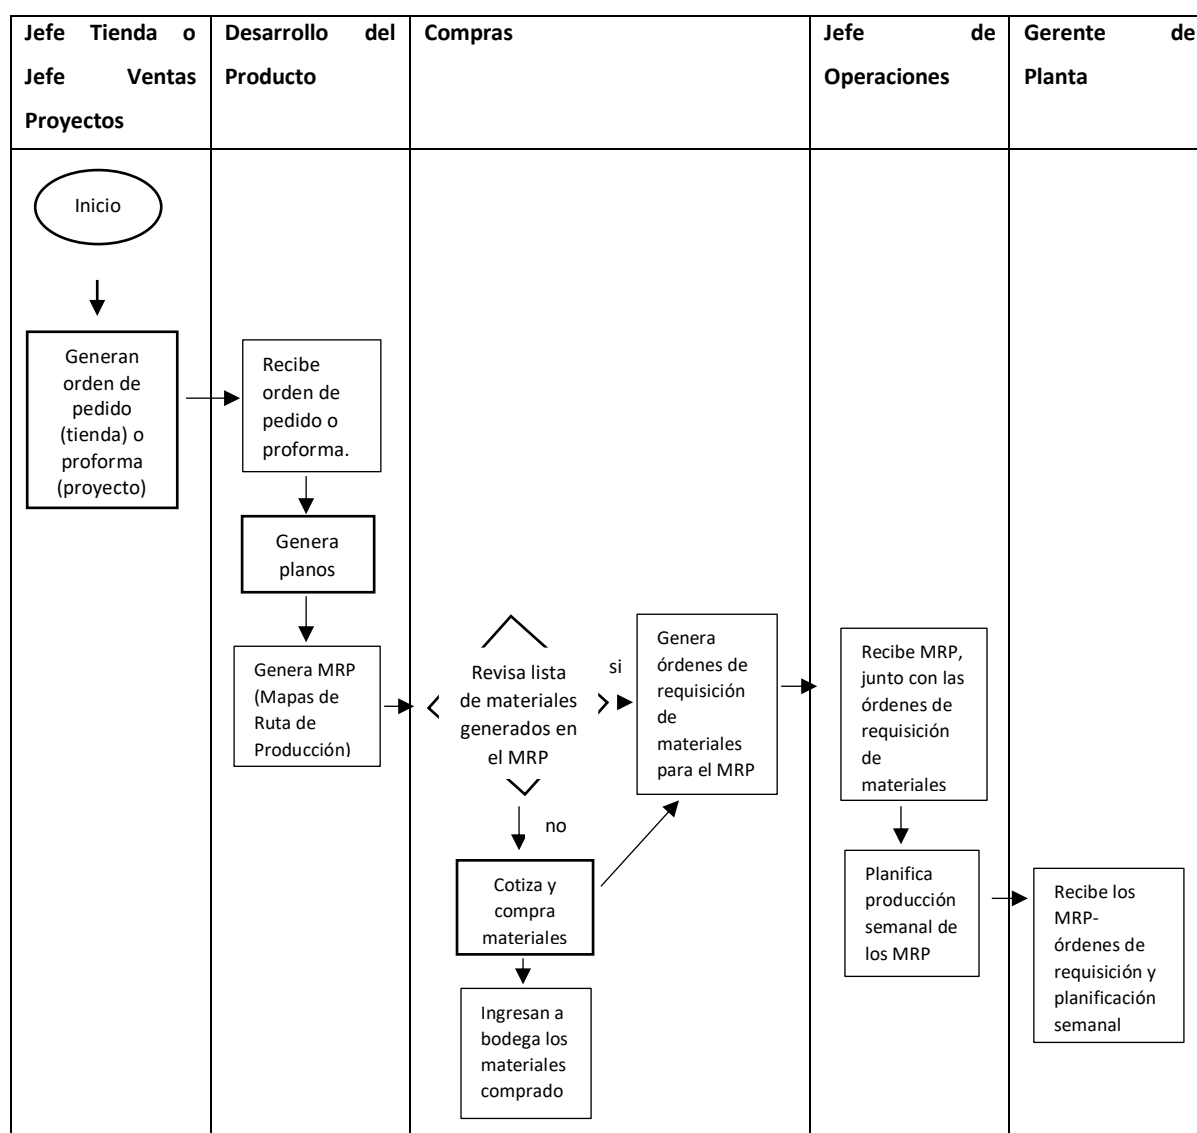 Jefe Tienda o
Jefe Ventas
Proyectos
Desarrollo del
Producto
Compras
Jefe de
Operaciones
Gerente de
Planta
Inicio
Generan
orden de
pedido
(tienda) o
proforma
(proyecto)
Recibe
orden de
pedido o
proforma.
Genera
planos
Genera MRP
(Mapas de
Ruta de
Producción)
Revisa lista
de materiales
generados en
el MRP
si
no
Genera
órdenes de
requisición
de
materiales
para el MRP
Cotiza y
compra
materiales
Ingresan a
bodega los
materiales
comprado
Recibe MRP,
junto con las
órdenes de
requisición
de
materiales
Planifica
producción
semanal de
los MRP
Recibe los
MRP-
órdenes de
requisición y
planificación
semanal